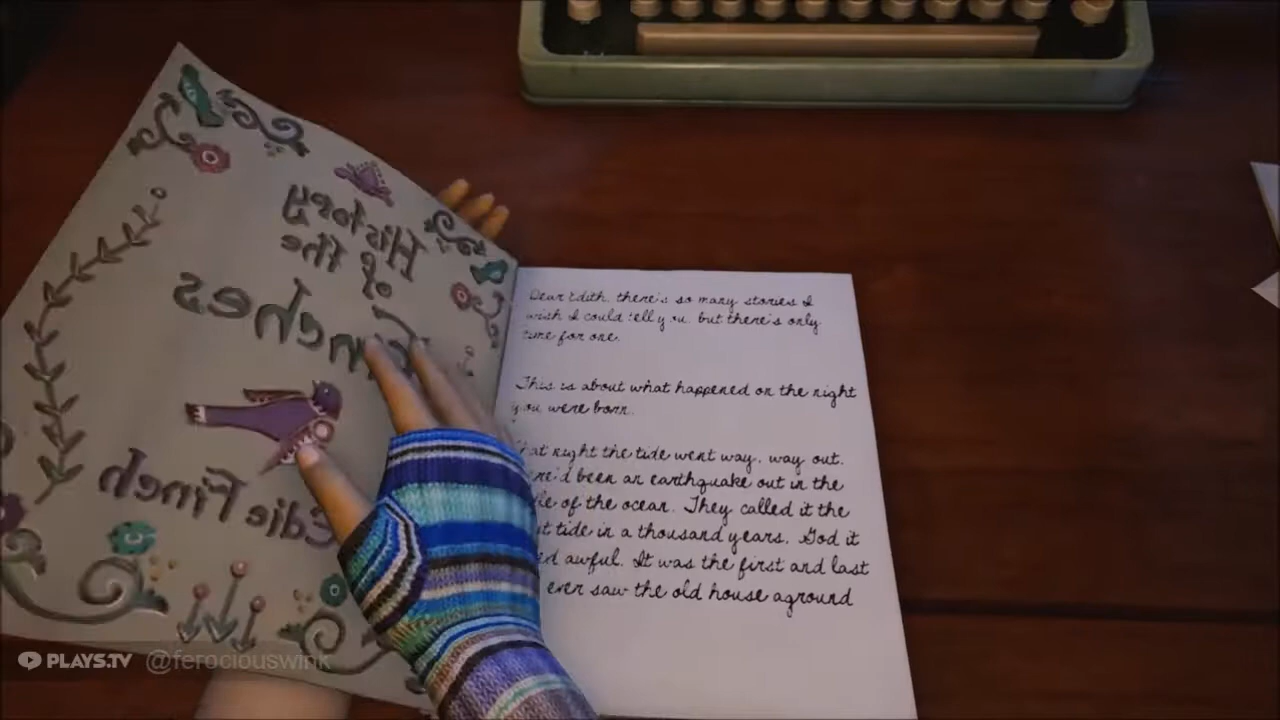 History
of the
Finches
Edie Finch
Dear Edith, there's so many stories I
wish I could tell you, but there's only
time for one.
This is about what happened on the night
you were born.
That night the tide went way, way out.
been an earthquake out in the
of the ocean. They called it the
tide in a thousand years. God it
awful. It was the first and last
ever saw the old house aground
PLAYS.TV @ferociouswink